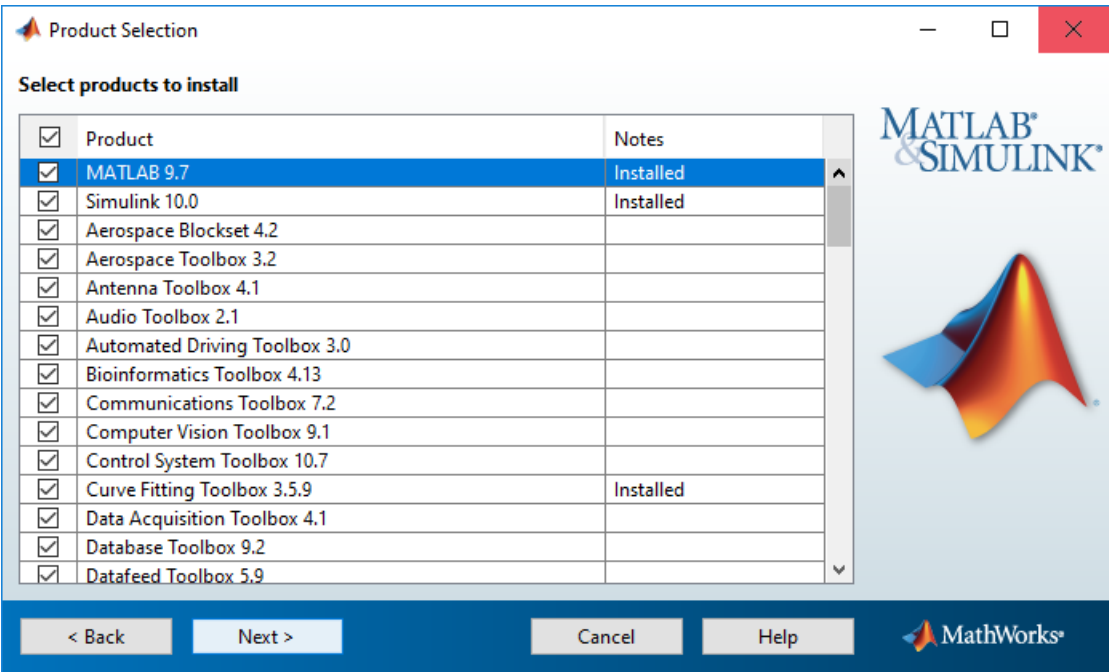 Product Selection
Select products to install
Product Notes
MATLAB 9.7 Installed
Simulink 10.0 Installed
Aerospace Blockset 4.2
Aerospace Toolbox 3.2
Antenna Toolbox 4.1
Audio Toolbox 2.1
Automated Driving Toolbox 3.0
Bioinformatics Toolbox 4.13
Communications Toolbox 7.2
Computer Vision Toolbox 9.1
Control System Toolbox 10.7
Curve Fitting Toolbox 3.5.9 Installed
Data Acquisition Toolbox 4.1
Database Toolbox 9.2
Datafeed Toolbox 5.9
MATLAB®
&SIMULINK®
< Back Next > Cancel Help MathWorks®